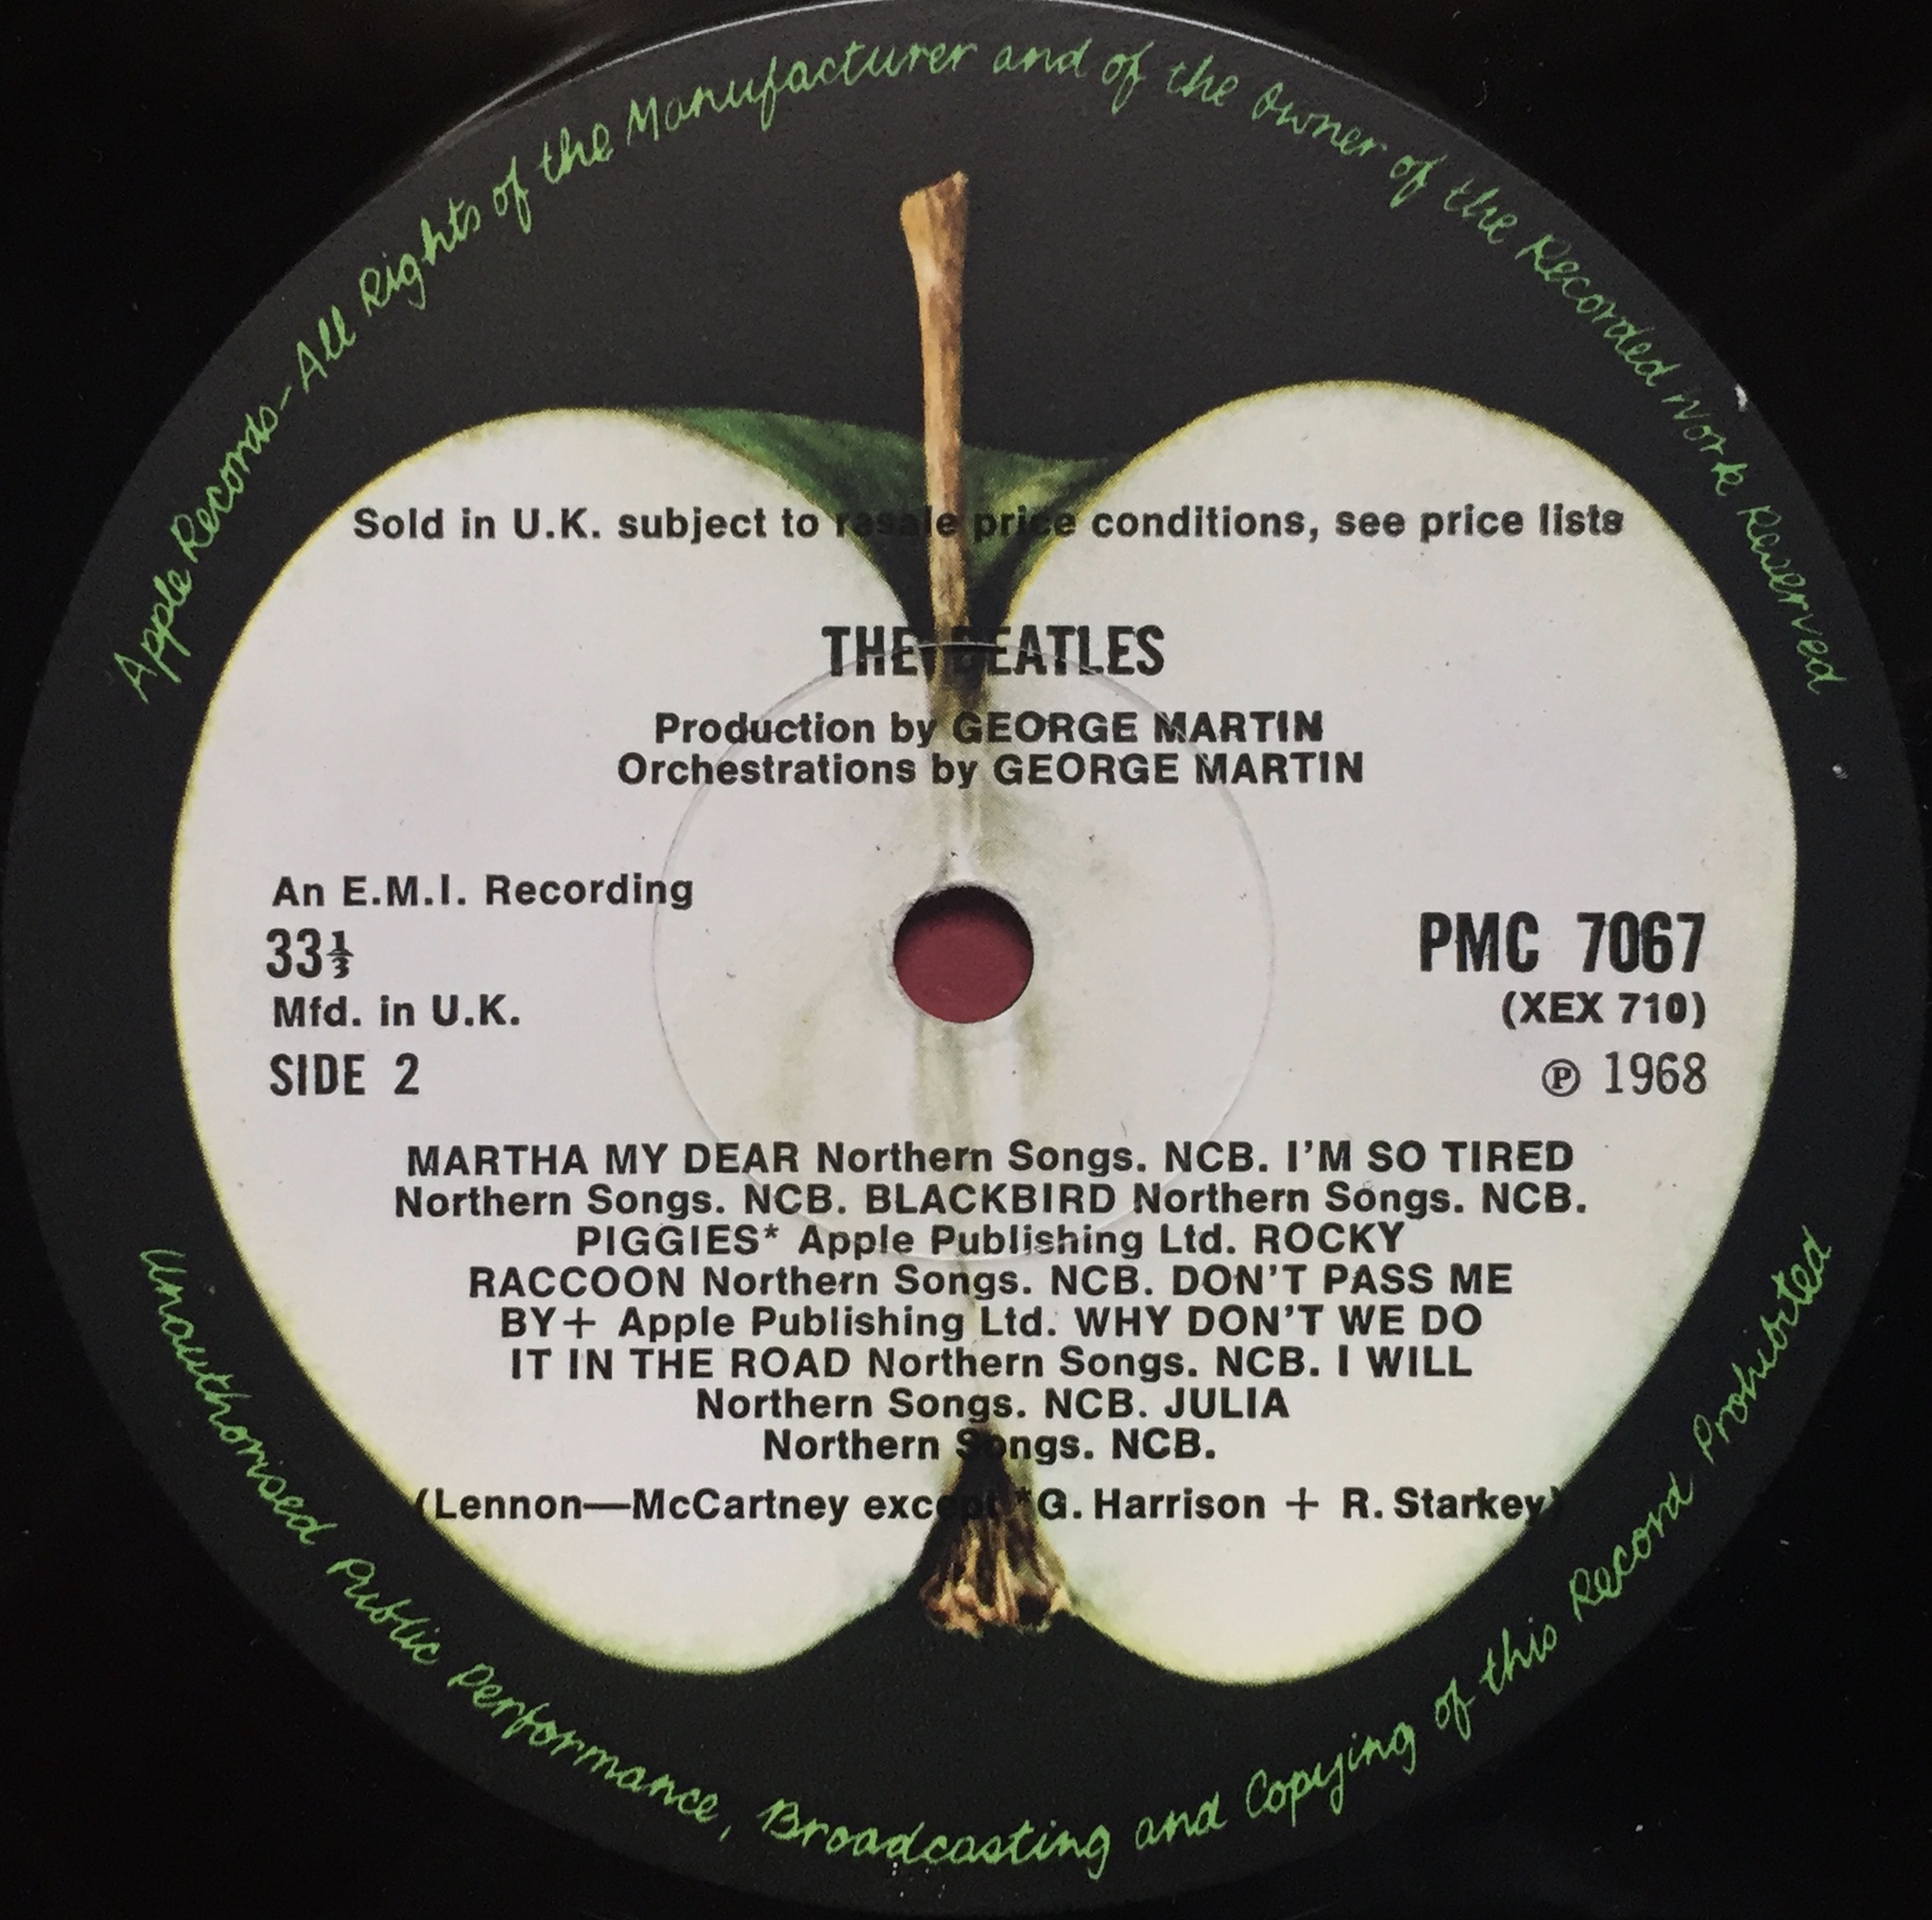 Apple Records-All Rights of the Manufacturer and of the Owner of the Recorded Work Reserved
Sold in U.K. subject to resale price conditions, see price lists
THE BEATLES
Production by GEORGE MARTIN
Orchestrations by GEORGE MARTIN
An E.M.I. Recording
33⅓
Mfd. in U.K.
SIDE 2
PMC 7067
(XEX 710)
℗ 1968
MARTHA MY DEAR Northern Songs. NCB. I'M SO TIRED
Northern Songs. NCB. BLACKBIRD Northern Songs. NCB.
PIGGIES* Apple Publishing Ltd. ROCKY
RACCOON Northern Songs. NCB. DON'T PASS ME
BY+ Apple Publishing Ltd. WHY DON'T WE DO
IT IN THE ROAD Northern Songs. NCB. I WILL
Northern Songs. NCB. JULIA
Northern Songs. NCB.
(Lennon—McCartney except *G. Harrison + R. Starkey)
Unauthorised Public Performance, Broadcasting and Copying of this Record Prohibited